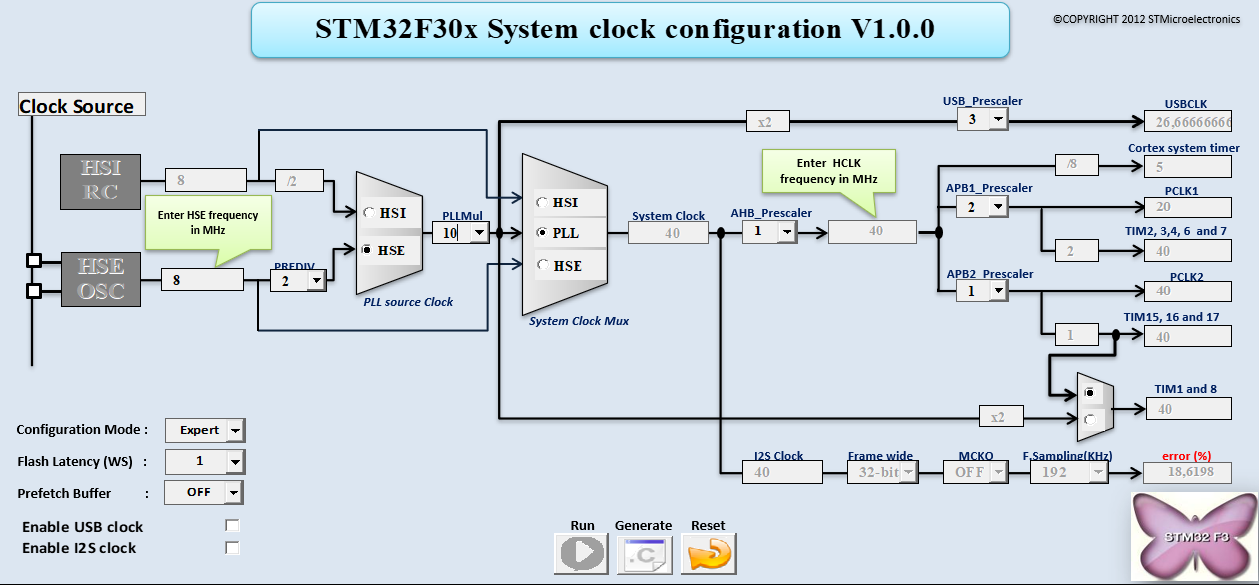 STM32F30x System clock configuration V1.0.0
©COPYRIGHT 2012 STMicroelectronics
Clock Source
USB_Prescaler
USBCLK
x2
3
26,66666666
Cortex system timer
HSI
RC
8
/2
Enter HCLK
frequency in MHz
/8
5
APB1_Prescaler
PCLK1
HSI
HSI
2
20
Enter HSE frequency
in MHz
PLLMul
System Clock
AHB_Prescaler
10
PLL
40
1
40
TIM2, 3,4, 6 and 7
HSE
2
40
HSE
OSC
PREDIV
HSE
APB2_Prescaler
PCLK2
8
2
1
40
PLL source Clock
System Clock Mux
TIM15, 16 and 17
1
40
TIM1 and 8
x2
40
Configuration Mode :
Expert
Flash Latency (WS) :
1
I2S Clock
Frame wide
MCKO
F.Sampling(KHz)
error (%)
40
32-bit
OFF
192
18,6198
Prefetch Buffer :
OFF
Enable USB clock
Enable I2S clock
Run
Generate
Reset
.C
STM32 F3